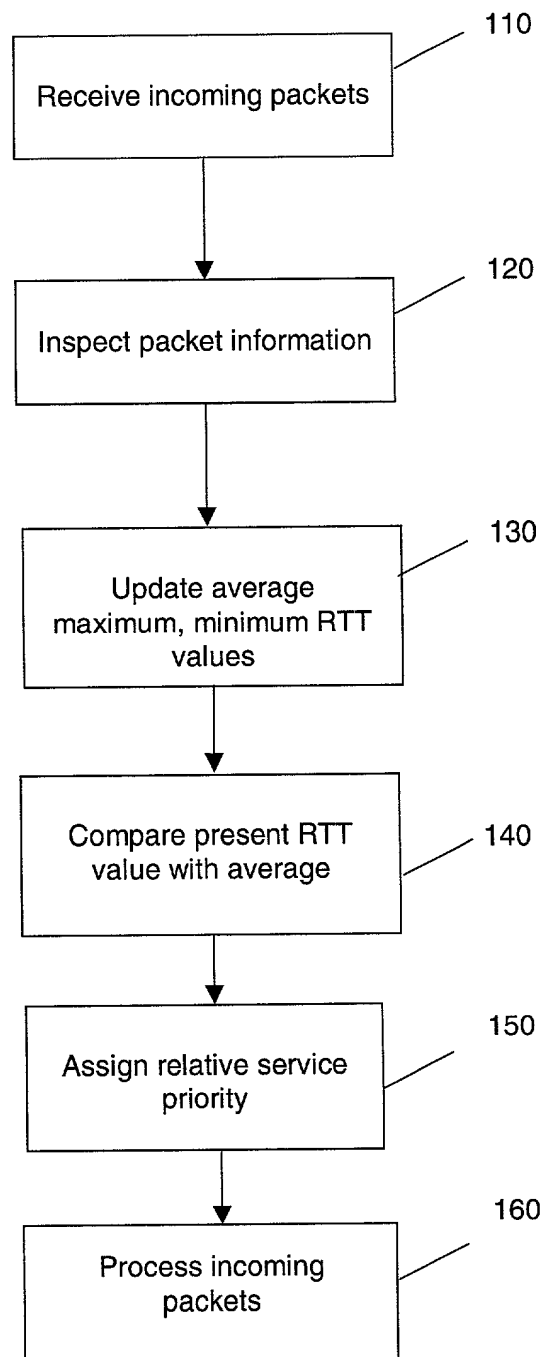 110
Receive incoming packets
120
Inspect packet information
130
Update average
maximum, minimum RTT
values
Compare present RTT
value with average
140
150
Assign relative service
priority
160
Process incoming
packets